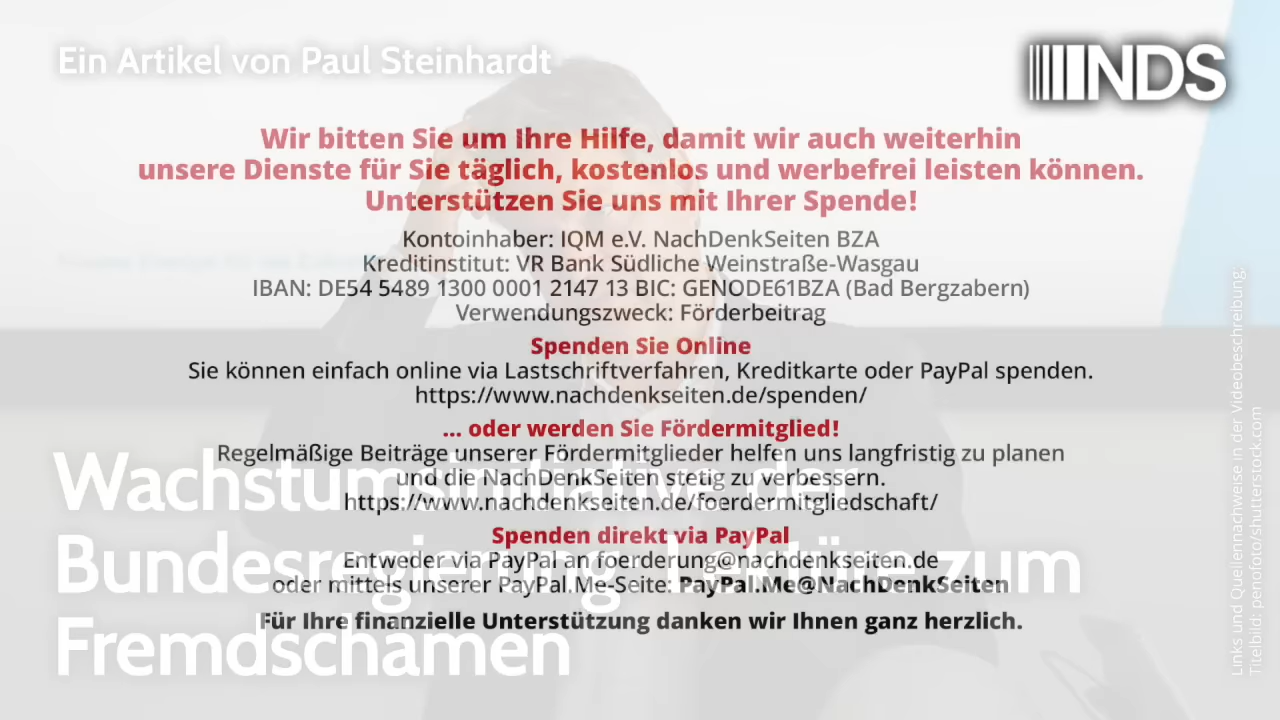 Ein Artikel von Paul Steinhardt
NDS
Wir bitten Sie um Ihre Hilfe, damit wir auch weiterhin
unsere Dienste für Sie täglich, kostenlos und werbefrei leisten können.
Unterstützen Sie uns mit Ihrer Spende!
Kontoinhaber: IQM e.V. NachDenkSeiten BZA
Kreditinstitut: VR Bank Südliche Weinstraße-Wasgau
IBAN: DE54 5489 1300 0001 2147 13 BIC: GENODE61BZA (Bad Bergzabern)
Verwendungszweck: Förderbeitrag
Spenden Sie Online
Sie können einfach online via Lastschriftverfahren, Kreditkarte oder PayPal spenden.
https://www.nachdenkseiten.de/spenden/
... oder werden Sie Fördermitglied!
Regelmäßige Beiträge unserer Fördermitglieder helfen uns langfristig zu planen
und die NachDenkSeiten stetig zu verbessern.
https://www.nachdenkseiten.de/foerdermitgliedschaft/
Spenden direkt via PayPal
Entweder via PayPal an foerderung@nachdenkseiten.de
oder mittels unserer PayPal.Me-Seite: PayPal.Me@NachDenkSeiten
Für Ihre finanzielle Unterstützung danken wir Ihnen ganz herzlich.
Wachstumsinitiative der
Bundesregierung: Lektüre zum
Fremdschämen
Links und Quellennachweise in der Videobeschreibung;
Titelbild: penofoto/shutterstock.com